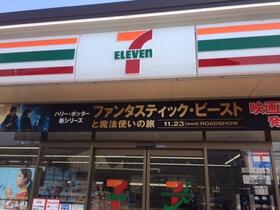 7
ELEVEN
ハリー・ポッター
新シリーズ
ファンタスティック・ビースト
と魔法使いの旅
11.23(wed) ROADSHOW
映画
発